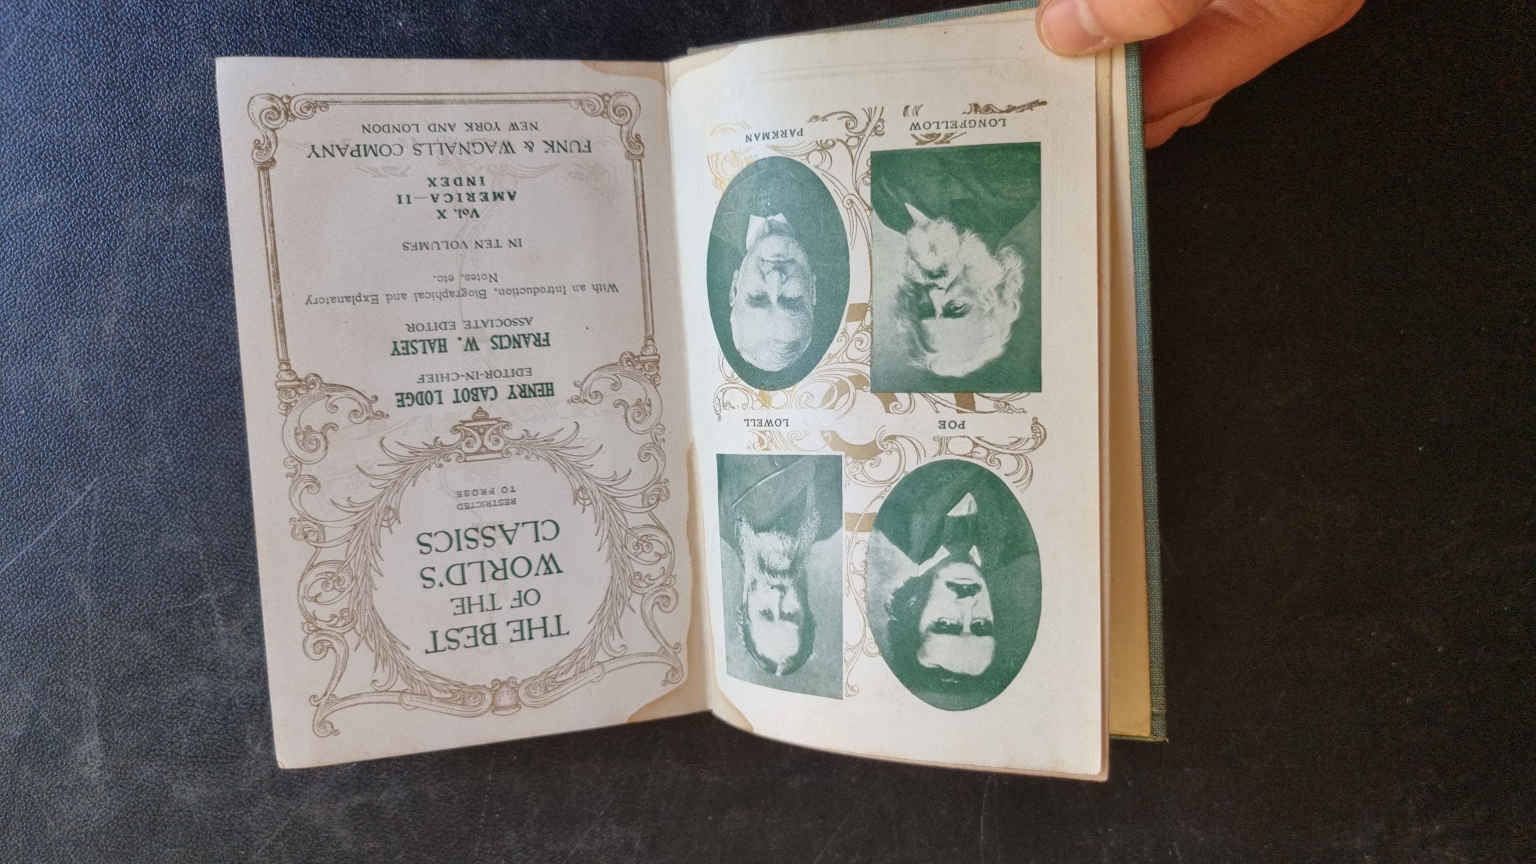 POE
LOWELL
LONGFELLOW
PARKMAN
THE BEST
OF THE
WORLD'S
CLASSICS
RESTRICTED
TO PROSE
HENRY CABOT LODGE
EDITOR-IN-CHIEF
FRANCIS W. HALSEY
ASSOCIATE EDITOR
With an Introduction, Biographical and Explanatory
Notes, etc.
IN TEN VOLUMES
Vol. X
AMERICA—II
INDEX
FUNK & WAGNALLS COMPANY
NEW YORK AND LONDON